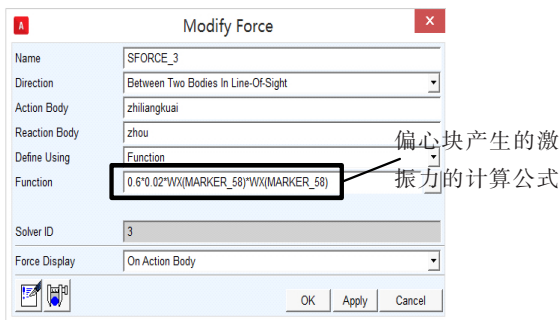 Modify Force
Name SFORCE_3
Direction Between Two Bodies In Line-Of-Sight
Action Body zhiliangkuai
Reaction Body zhou
Define Using Function
Function 0.6*0.02*WX(MARKER_58)*WX(MARKER_58)
偏心块产生的激
振力的计算公式
Solver ID 3
Force Display On Action Body
OK Apply Cancel